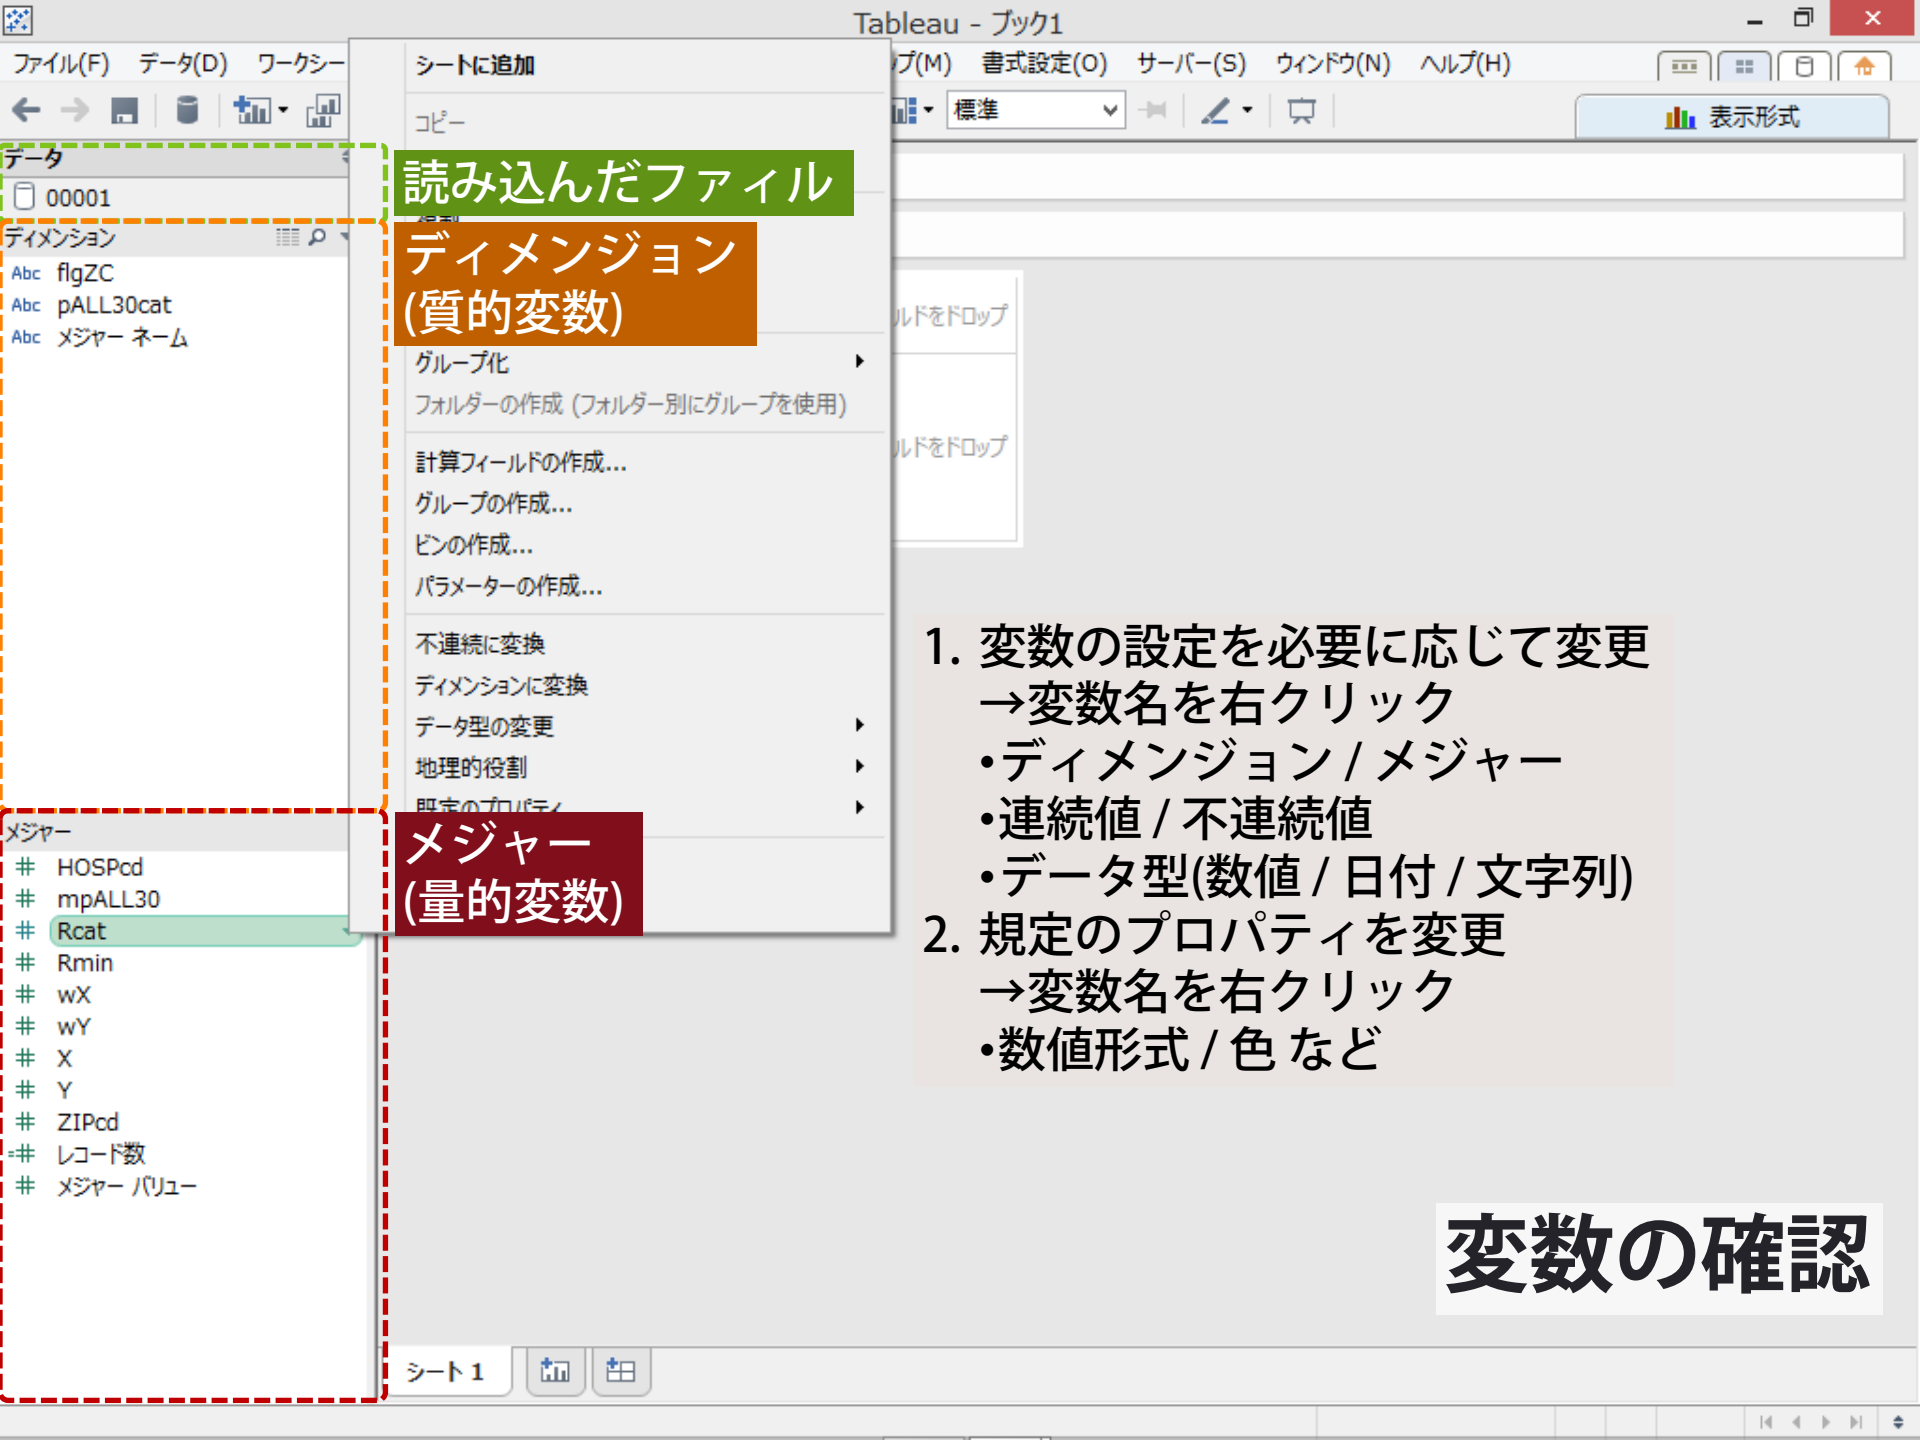 Tableau - ブック1
ファイル(F) データ(D) ワークシー
プ(M) 書式設定(O) サーバー(S) ウィンドウ(N) ヘルプ(H)
標準
表示形式
データ
00001
ディメンション
Abc flgZC
Abc pALL30cat
Abc メジャー ネーム
メジャー
# HOSPcd
# mpALL30
# Rcat
# Rmin
# wX
# wY
# X
# Y
# ZIPcd
=# レコード数
# メジャー バリュー
シートに追加
コピー
読み込んだファィル
複製
ディメンジョン
(質的変数)
グループ化
フォルダーの作成 (フォルダー別にグループを使用)
計算フィールドの作成...
グループの作成...
ビンの作成...
パラメーターの作成...
不連続に変換
ディメンションに変換
データ型の変更
地理的役割
既定のプロパティ
メジャー
(量的変数)
ルドをドロップ
ルドをドロップ
1. 変数の設定を必要に応じて変更
→変数名を右クリック
•ディメンジョン / メジャー
•連続値 / 不連続値
•データ型(数値 / 日付 / 文字列)
2. 規定のプロパティを変更
→変数名を右クリック
•数値形式 / 色 など
変数の確認
シート 1